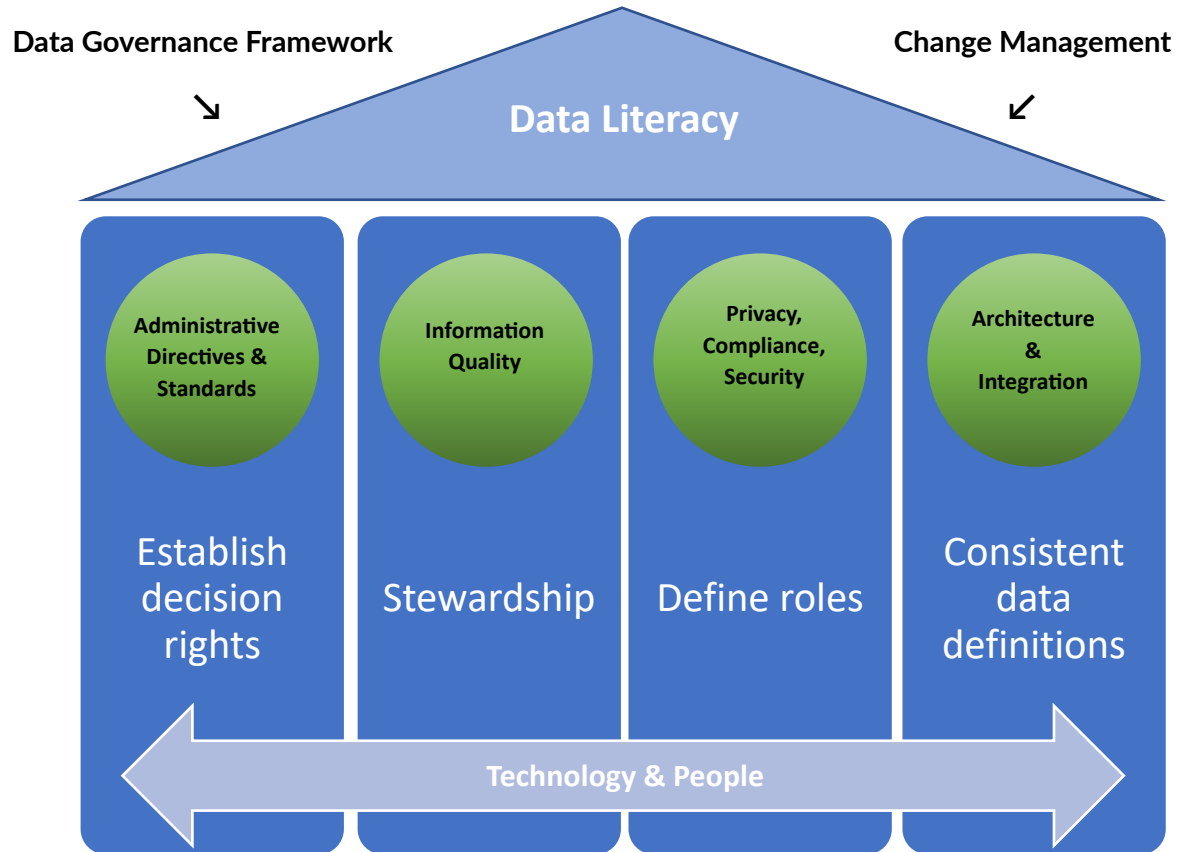 Data Governance Framework
Change Management
Data Literacy
Administrative
Directives &
Standards
Information
Quality
Privacy,
Compliance,
Security
Architecture
&
Integration
Establish
decision
rights
Stewardship
Define roles
Consistent
data
definitions
Technology & People